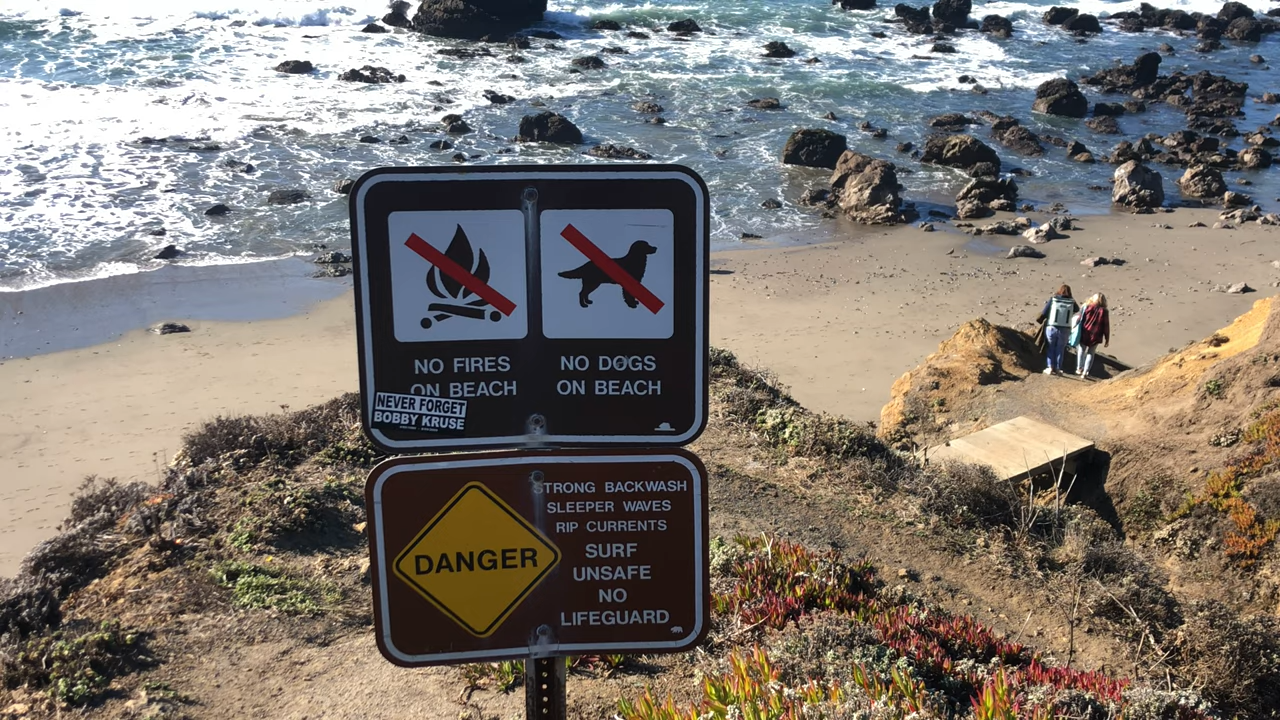 NO FIRES
ON BEACH
NO DOGS
ON BEACH
NEVER FORGET
BOBBY KRUSE
DANGER
STRONG BACKWASH
SLEEPER WAVES
RIP CURRENTS
SURF
UNSAFE
NO
LIFEGUARD